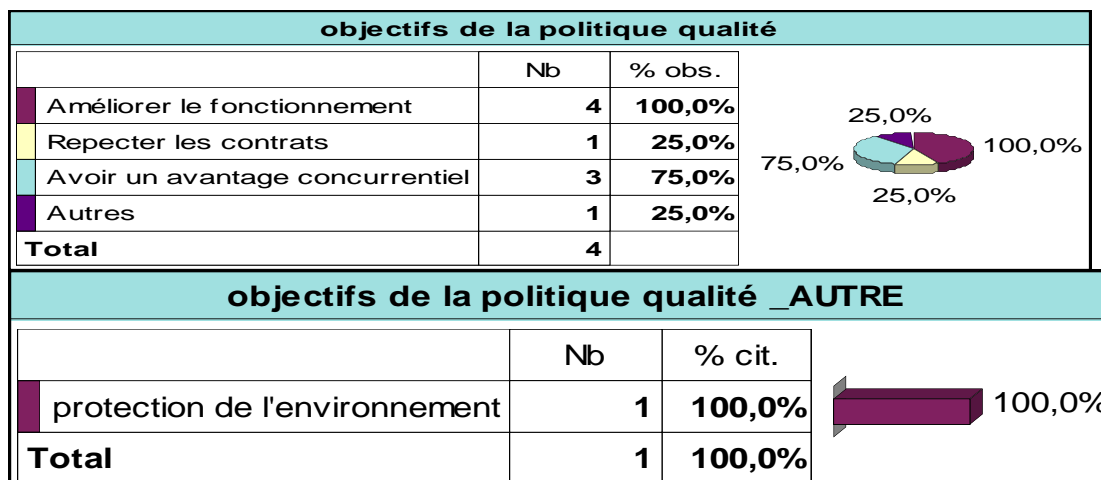 objectifs de la politique qualité
Nb % obs.
Améliorer le fonctionnement 4 100,0%
Repecter les contrats 1 25,0%
Avoir un avantage concurrentiel 3 75,0%
Autres 1 25,0%
Total 4
25,0%
100,0%
75,0%
25,0%
objectifs de la politique qualité _AUTRE
Nb % cit.
protection de l'environnement 1 100,0%
Total 1 100,0%
100,0%